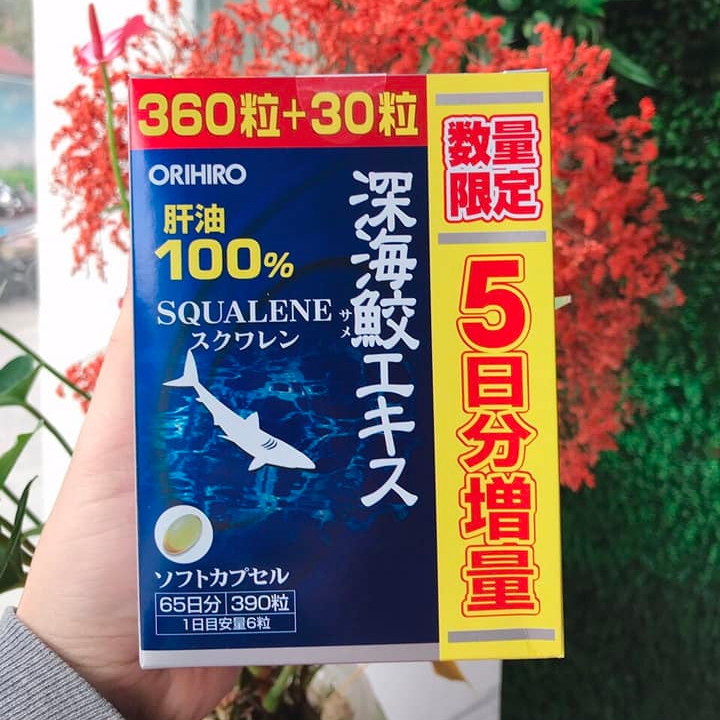 360粒+30粒
ORIHIRO
肝油
100%
SQUALENE
スクワレン
深海鮫エキス
サメ
ソフトカプセル
65日分 390粒
1日目安量6粒
数量
限定
5日分増量